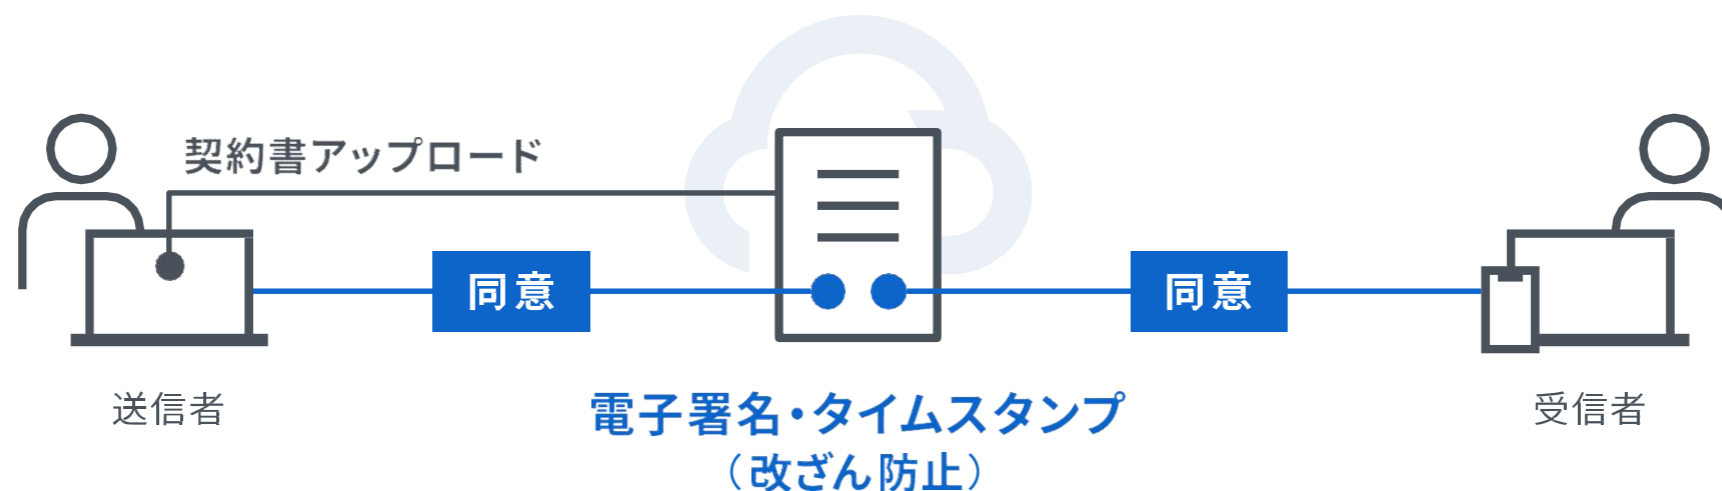 契約書アップロード
同意
同意
送信者
電子署名・タイムスタンプ
（改ざん防止）
受信者